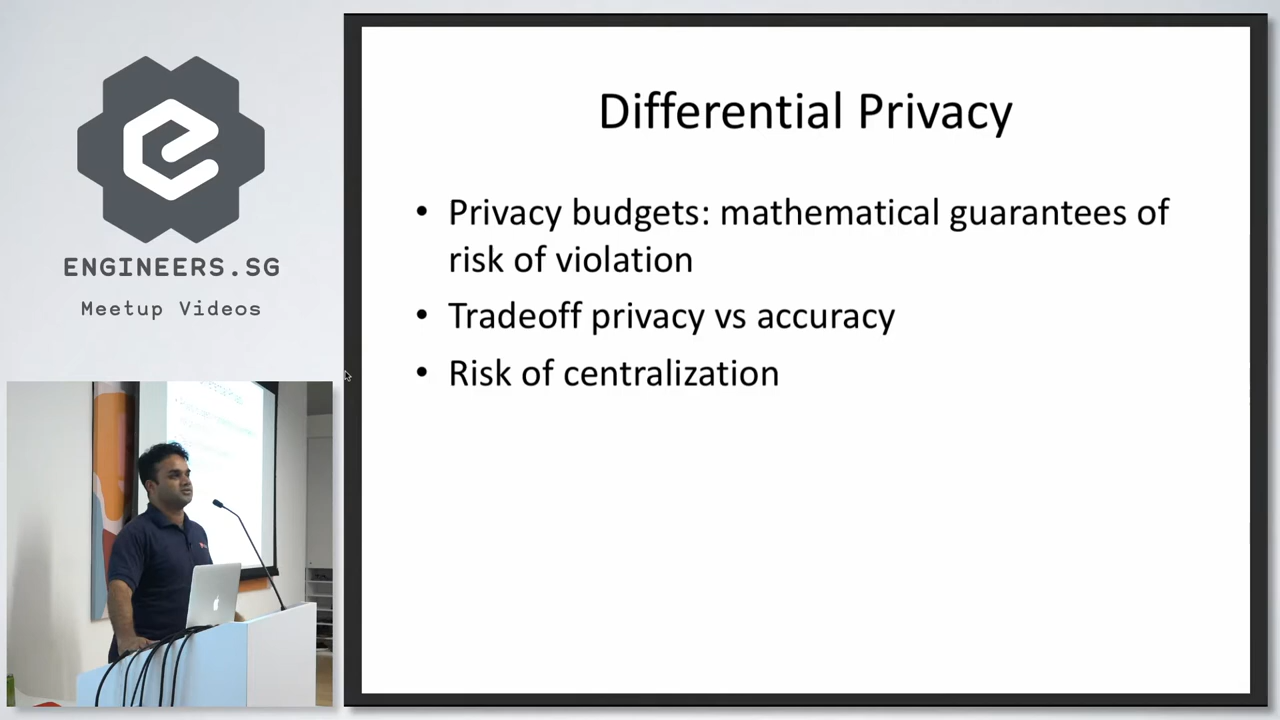 ENGINEERS.SG
Meetup Videos
Differential Privacy
• Privacy budgets: mathematical guarantees of
risk of violation
• Tradeoff privacy vs accuracy
• Risk of centralization